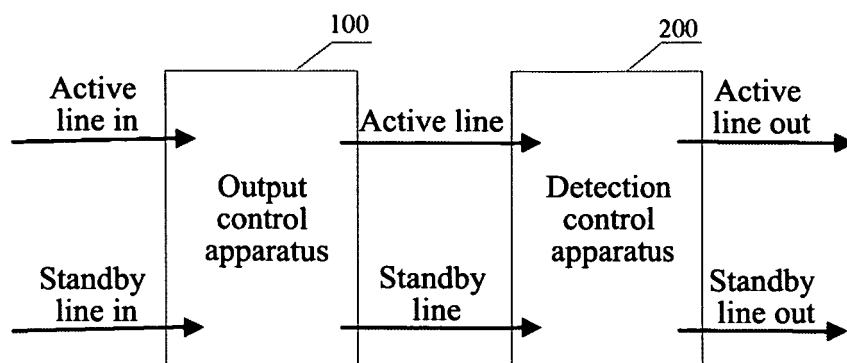 100
200
Active
line in
Active line
Active
line out
Output
control
apparatus
Detection
control
apparatus
Standby
line in
Standby
line
Standby
line out